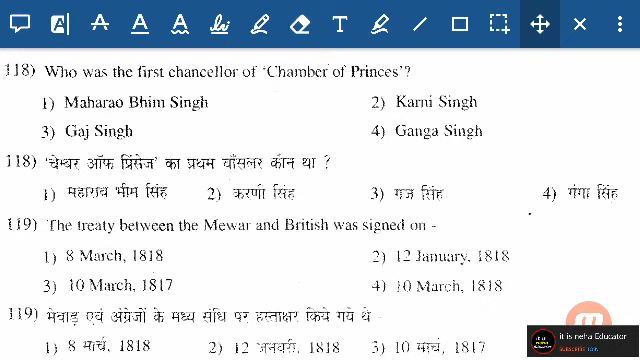 118) Who was the first chancellor of ‘Chamber of Princes’?
1) Maharao Bhim Singh 2) Karni Singh
3) Gaj Singh 4) Ganga Singh
118) ‘चेम्बर ऑफ प्रिंसेज’ का प्रथम चाँसलर कौन था ?
1) महाराव भीम सिंह 2) करणी सिंह 3) गज सिंह 4) गंगा सिंह
119) The treaty between the Mewar and British was signed on -
1) 8 March, 1818 2) 12 January, 1818
3) 10 March, 1817 4) 10 March, 1818
119) मेवाड़ एवं अंग्रेजों के मध्य संधि पर हस्ताक्षर किये गये थे -
1) 8 मार्च, 1818 2) 12 जनवरी, 1818 3) 10 मार्च, 1817
it is neha Educator
SUBSCRIBE JOIN